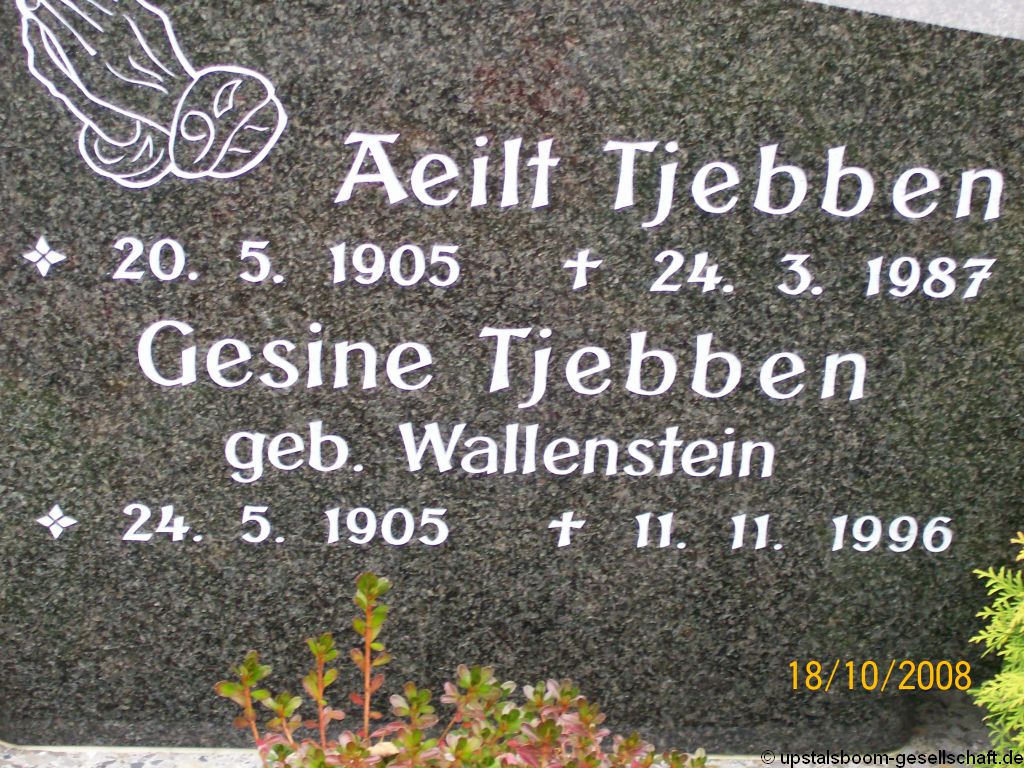 Aeilt Tjebben
20. 5. 1905 † 24. 3. 1987
Gesine Tjebben
geb. Wallenstein
24. 5. 1905 † 11. 11. 1996
18/10/2008
© upstalsboom-gesellschaft.de